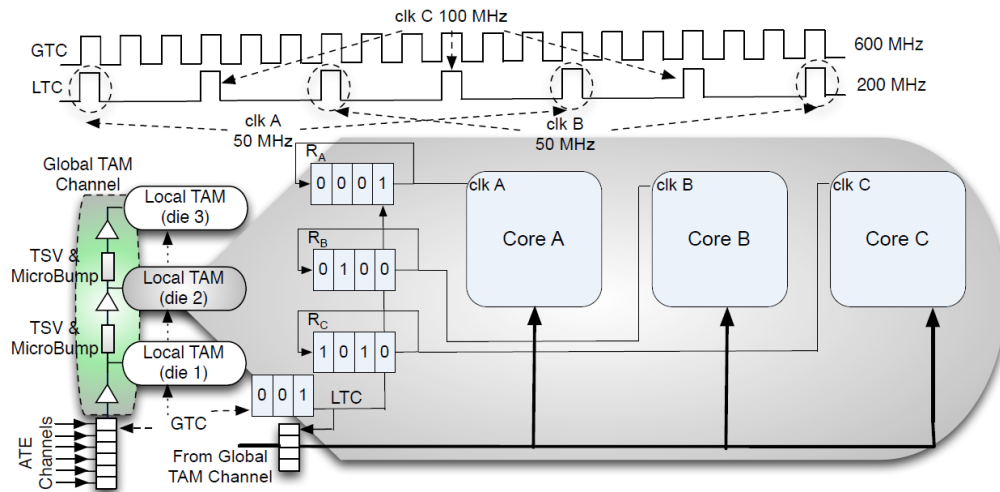 clk C 100 MHz
GTC
600 MHz
LTC
200 MHz
clk A
50 MHz
clk B
50 MHz
Global TAM
Channel
Local TAM
(die 3)
TSV &
MicroBump
Local TAM
(die 2)
TSV &
MicroBump
Local TAM
(die 1)
GTC
ATE
Channels
RA
0 0 0 1
RB
0 1 0 0
RC
1 0 1 0
0 0 1
LTC
From Global
TAM Channel
clk A
Core A
clk B
Core B
clk C
Core C